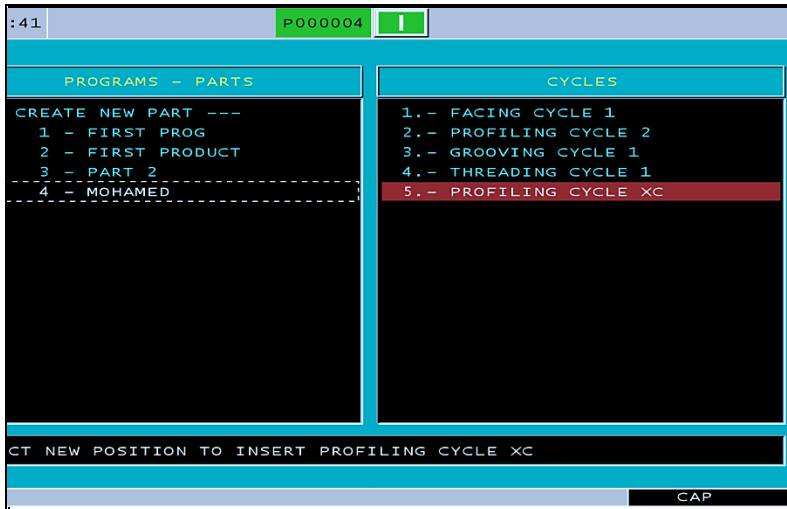 :41 P000004
PROGRAMS - PARTS
CREATE NEW PART ---
1 - FIRST PROG
2 - FIRST PRODUCT
3 - PART 2
4 - MOHAMED
CYCLES
1.- FACING CYCLE 1
2.- PROFILING CYCLE 2
3.- GROOVING CYCLE 1
4.- THREADING CYCLE 1
5.- PROFILING CYCLE XC
CT NEW POSITION TO INSERT PROFILING CYCLE XC
CAP